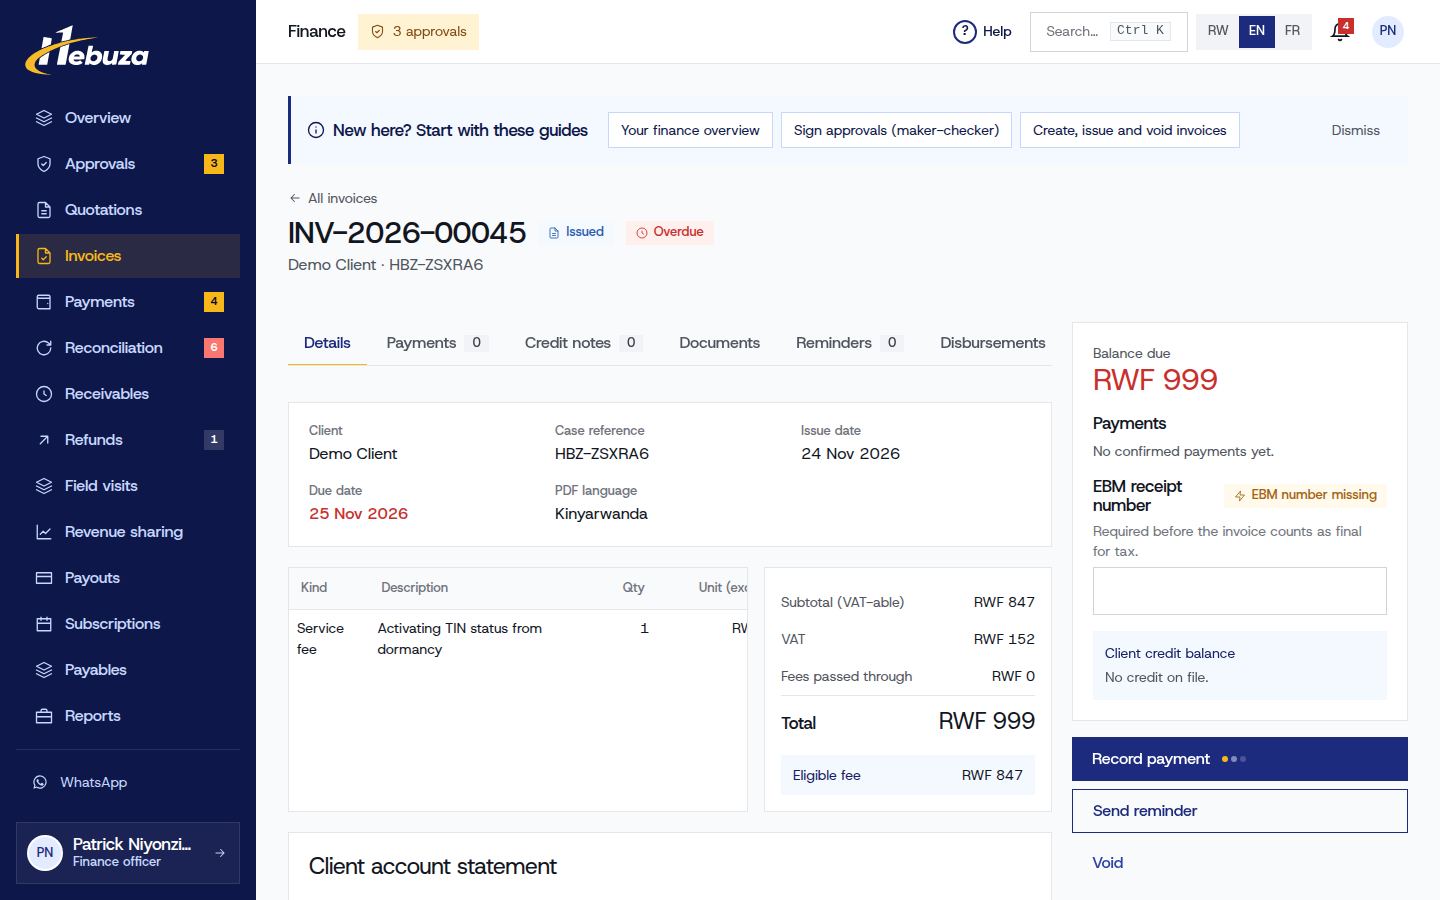 Hebuza
Overview
Approvals 3
Quotations
Invoices
Payments 4
Reconciliation 6
Receivables
Refunds 1
Field visits
Revenue sharing
Payouts
Subscriptions
Payables
Reports
WhatsApp
PN Patrick Niyonzi...
Finance officer
Finance 3 approvals
? Help Search... Ctrl K RW EN FR 4 PN
New here? Start with these guides Your finance overview Sign approvals (maker-checker) Create, issue and void invoices Dismiss
← All invoices
INV-2026-00045 Issued Overdue
Demo Client · HBZ-ZSXRA6
Details Payments 0 Credit notes 0 Documents Reminders 0 Disbursements
Client Case reference Issue date
Demo Client HBZ-ZSXRA6 24 Nov 2026
Due date PDF language
25 Nov 2026 Kinyarwanda
Kind Description Qty Unit (exc
Service fee Activating TIN status from dormancy 1 RW
Subtotal (VAT-able) RWF 847
VAT RWF 152
Fees passed through RWF 0
Total RWF 999
Eligible fee RWF 847
Client account statement
Balance due
RWF 999
Payments
No confirmed payments yet.
EBM receipt number EBM number missing
Required before the invoice counts as final
for tax.
Client credit balance
No credit on file.
Record payment
Send reminder
Void